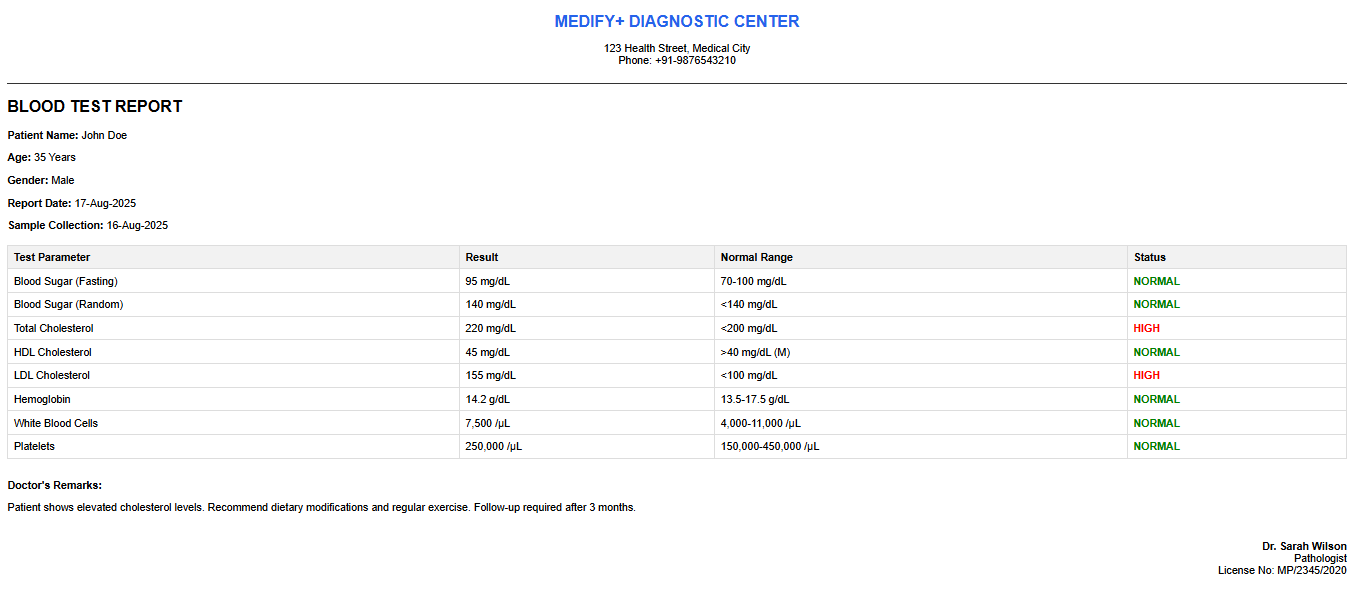 MEDIFY+ DIAGNOSTIC CENTER
123 Health Street, Medical City
Phone: +91-9876543210
BLOOD TEST REPORT
Patient Name: John Doe
Age: 35 Years
Gender: Male
Report Date: 17-Aug-2025
Sample Collection: 16-Aug-2025
Test Parameter Result Normal Range Status
Blood Sugar (Fasting) 95 mg/dL 70-100 mg/dL NORMAL
Blood Sugar (Random) 140 mg/dL <140 mg/dL NORMAL
Total Cholesterol 220 mg/dL <200 mg/dL HIGH
HDL Cholesterol 45 mg/dL >40 mg/dL (M) NORMAL
LDL Cholesterol 155 mg/dL <100 mg/dL HIGH
Hemoglobin 14.2 g/dL 13.5-17.5 g/dL NORMAL
White Blood Cells 7,500 /µL 4,000-11,000 /µL NORMAL
Platelets 250,000 /µL 150,000-450,000 /µL NORMAL
Doctor's Remarks:
Patient shows elevated cholesterol levels. Recommend dietary modifications and regular exercise. Follow-up required after 3 months.
Dr. Sarah Wilson
Pathologist
License No: MP/2345/2020